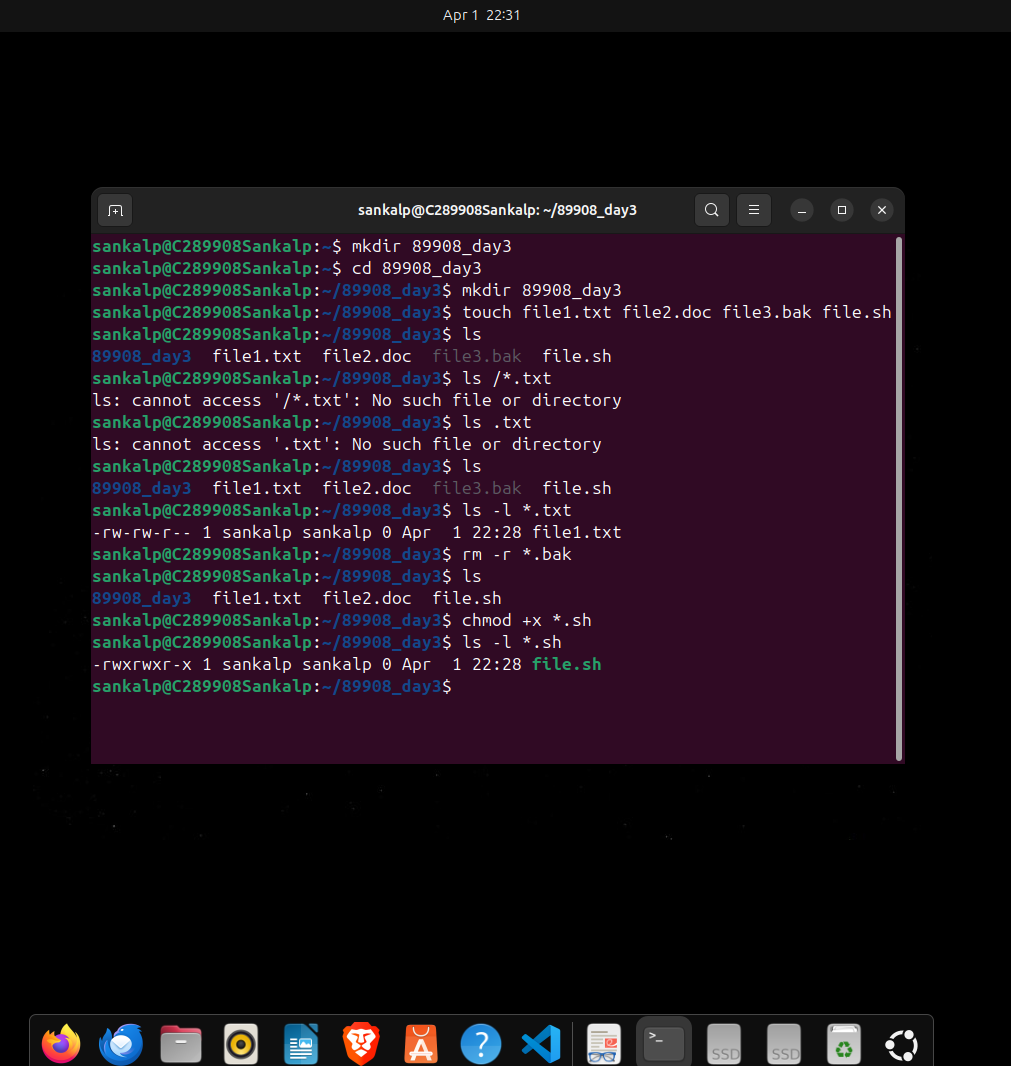 Apr 1 22:31
sankalp@C289908Sankalp: ~/89908_day3
sankalp@C289908Sankalp:~$ mkdir 89908_day3
sankalp@C289908Sankalp:~$ cd 89908_day3
sankalp@C289908Sankalp:~/89908_day3$ mkdir 89908_day3
sankalp@C289908Sankalp:~/89908_day3$ touch file1.txt file2.doc file3.bak file.sh
sankalp@C289908Sankalp:~/89908_day3$ ls
89908_day3  file1.txt  file2.doc  file3.bak  file.sh
sankalp@C289908Sankalp:~/89908_day3$ ls /*.txt
ls: cannot access '/*.txt': No such file or directory
sankalp@C289908Sankalp:~/89908_day3$ ls .txt
ls: cannot access '.txt': No such file or directory
sankalp@C289908Sankalp:~/89908_day3$ ls
89908_day3  file1.txt  file2.doc  file3.bak  file.sh
sankalp@C289908Sankalp:~/89908_day3$ ls -l *.txt
-rw-rw-r-- 1 sankalp sankalp 0 Apr  1 22:28 file1.txt
sankalp@C289908Sankalp:~/89908_day3$ rm -r *.bak
sankalp@C289908Sankalp:~/89908_day3$ ls
89908_day3  file1.txt  file2.doc  file.sh
sankalp@C289908Sankalp:~/89908_day3$ chmod +x *.sh
sankalp@C289908Sankalp:~/89908_day3$ ls -l *.sh
-rwxrwxr-x 1 sankalp sankalp 0 Apr  1 22:28 file.sh
sankalp@C289908Sankalp:~/89908_day3$
SSD
SSD